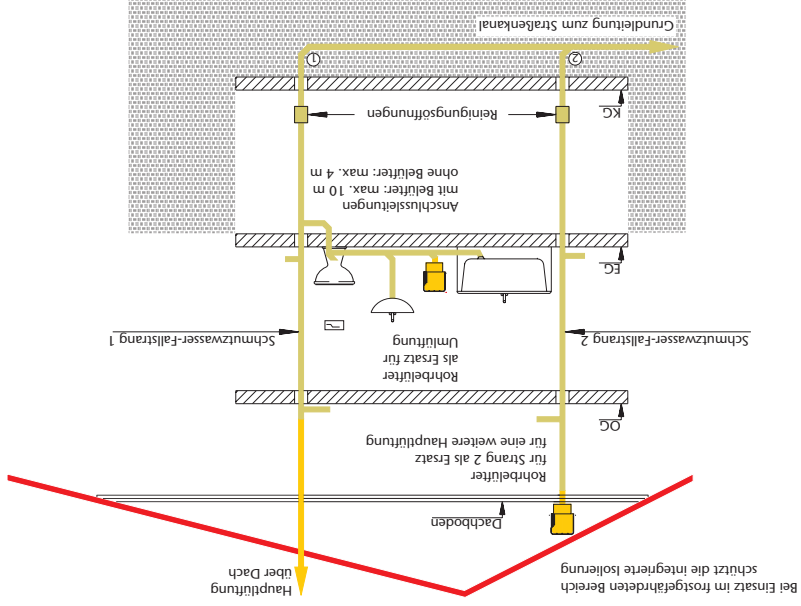 Bei Einsatz im frostgefährdeten Bereich
schützt die integrierte Isolierung
Hauptlüftung
über Dach
Dachboden
Rohrbelüfter
für Strang 2 als Ersatz
für eine weitere Hauptlüftung
OG
Schmutzwasser-Fallstrang 2
Rohrbelüfter
als Ersatz für
Umlüftung
Schmutzwasser-Fallstrang 1
EG
Anschlussleitungen
mit Belüfter: max. 10 m
ohne Belüfter: max. 4 m
Reinigungsöffnungen
KG
2
1
Grundleitung zum Straßenkanal